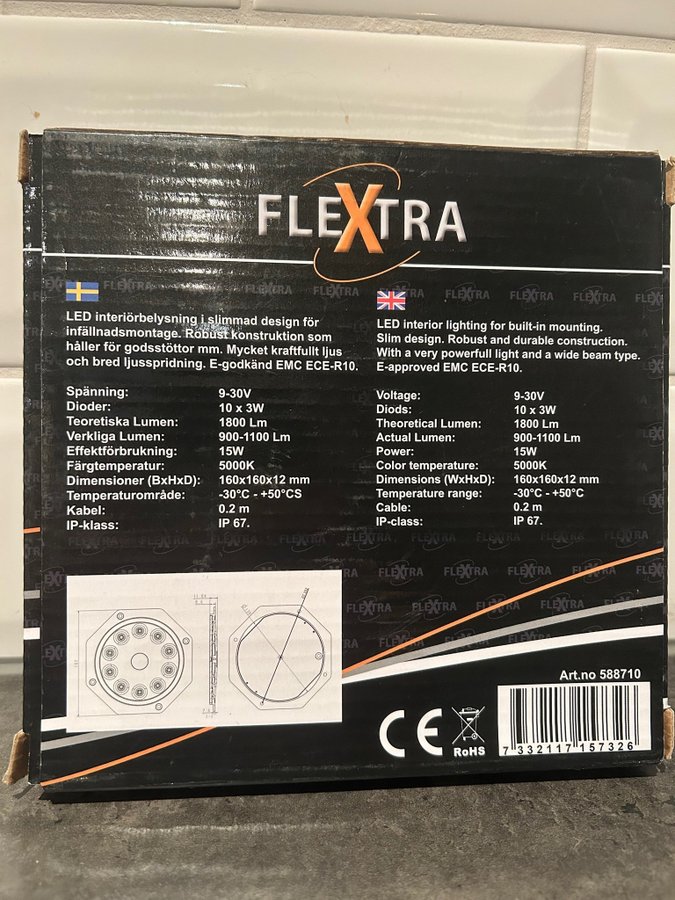 FLEXTRA
LED interiörbelysning i slimmad design för
infällnadsmontage. Robust konstruktion som
håller för godsstöttor mm. Mycket kraftfullt ljus
och bred ljusspridning. E-godkänd EMC ECE-R10.
Spänning: 9-30V
Dioder: 10 x 3W
Teoretiska Lumen: 1800 Lm
Verkliga Lumen: 900-1100 Lm
Effektförbrukning: 15W
Färgtemperatur: 5000K
Dimensioner (BxHxD): 160x160x12 mm
Temperaturområde: -30°C - +50°CS
Kabel: 0.2 m
IP-klass: IP 67.
LED interior lighting for built-in mounting.
Slim design. Robust and durable construction.
With a very powerfull light and a wide beam type.
E-approved EMC ECE-R10.
Voltage: 9-30V
Diods: 10 x 3W
Theoretical Lumen: 1800 Lm
Actual Lumen: 900-1100 Lm
Power: 15W
Color temperature: 5000K
Dimensions (WxHxD): 160x160x12 mm
Temperature range: -30°C - +50°C
Cable: 0.2 m
IP-class: IP 67.
Art.no 588710
CE
RoHS
7 332117 157326